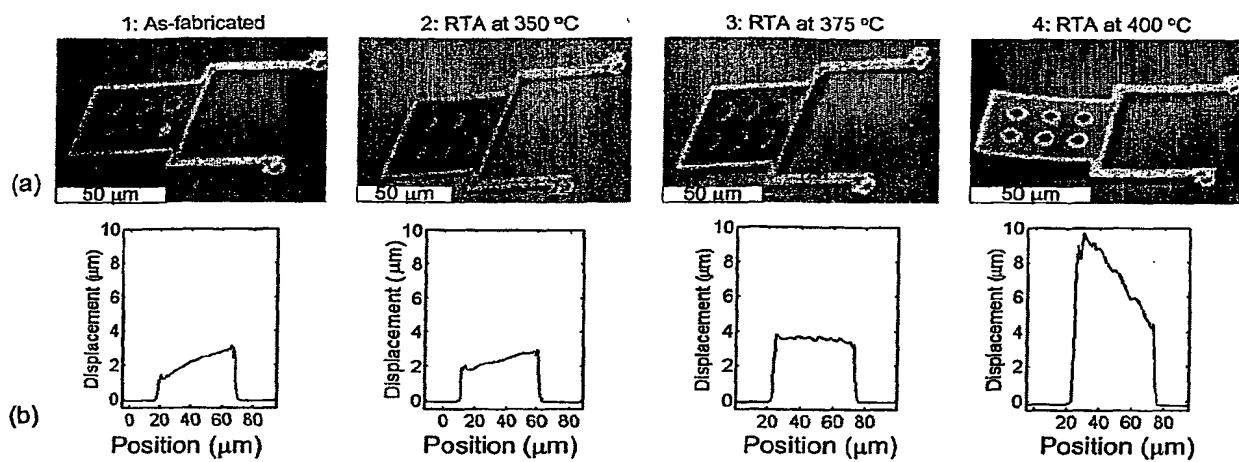 1: As-fabricated
2: RTA at 350 °C
3: RTA at 375 °C
4: RTA at 400 °C
(a)
50 μm
50 μm
50 μm
50 μm
(b)
Displacement (μm)
10
8
6
4
2
0
0 20 40 60 80
Position (μm)
Displacement (μm)
10
8
6
4
2
0
0 20 40 60 80
Position (μm)
Displacement (μm)
10
8
6
4
2
0
20 40 60 80
Position (μm)
Displacement (μm)
10
8
6
4
2
0
20 40 60 80
Position (μm)